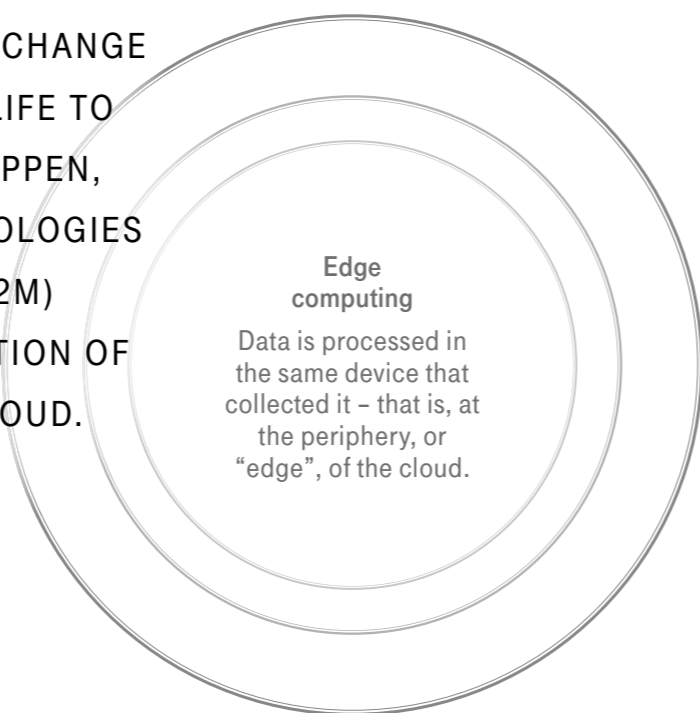 CHANGE
LIFE TO
PPEN,
OLOGIES
2M)
TION OF
OUD.
Edge
computing
Data is processed in
the same device that
collected it – that is, at
the periphery, or
“edge”, of the cloud.